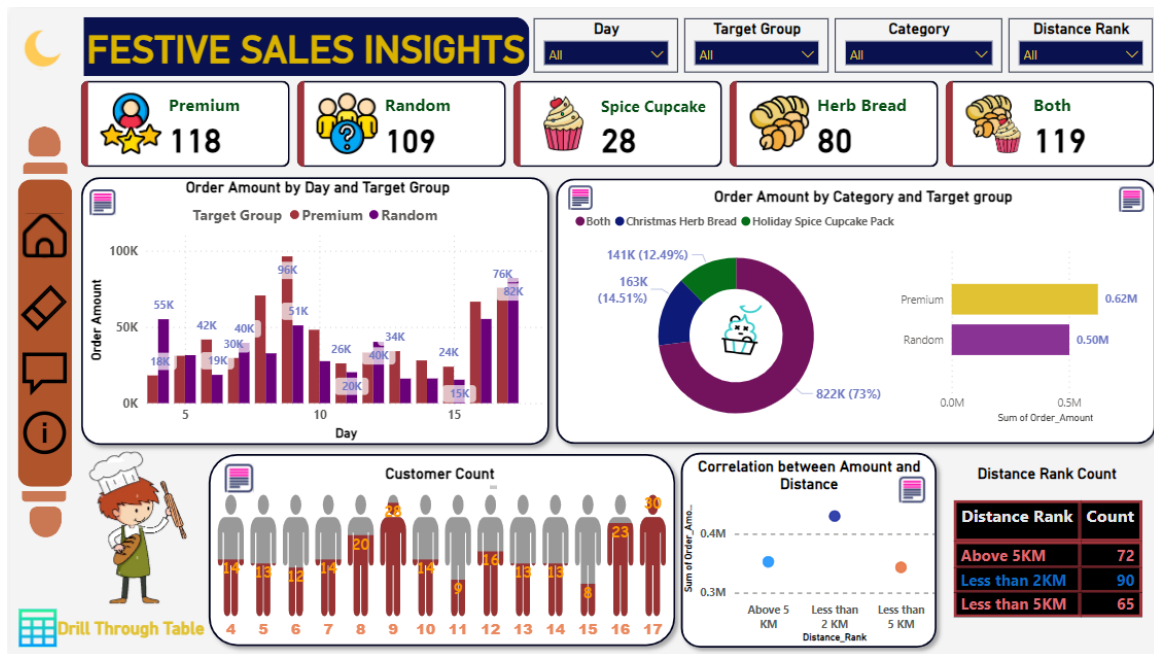 FESTIVE SALES INSIGHTS
Day
All
Target Group
All
Category
All
Distance Rank
All
Premium
118
Random
109
Spice Cupcake
28
Herb Bread
80
Both
119
Order Amount by Day and Target Group
Target Group Premium Random
Order Amount
100K
50K
0K
18K
55K
42K
19K
30K
40K
96K
51K
26K
20K
40K
34K
24K
15K
76K
82K
5 10 15
Day
Order Amount by Category and Target group
Both Christmas Herb Bread Holiday Spice Cupcake Pack
141K (12.49%)
163K
(14.51%)
822K (73%)
Premium
0.62M
Random
0.50M
0.0M 0.5M
Sum of Order_Amount
Customer Count
14 13 12 14 20 28 14 9 16 13 13 8 23 30
4 5 6 7 8 9 10 11 12 13 14 15 16 17
Correlation between Amount and
Distance
Sum of Order_Amo...
0.4M
0.3M
Above 5
KM
Less than
2 KM
Less than
5 KM
Distance_Rank
Distance Rank Count
Distance Rank Count
Above 5KM 72
Less than 2KM 90
Less than 5KM 65
Drill Through Table